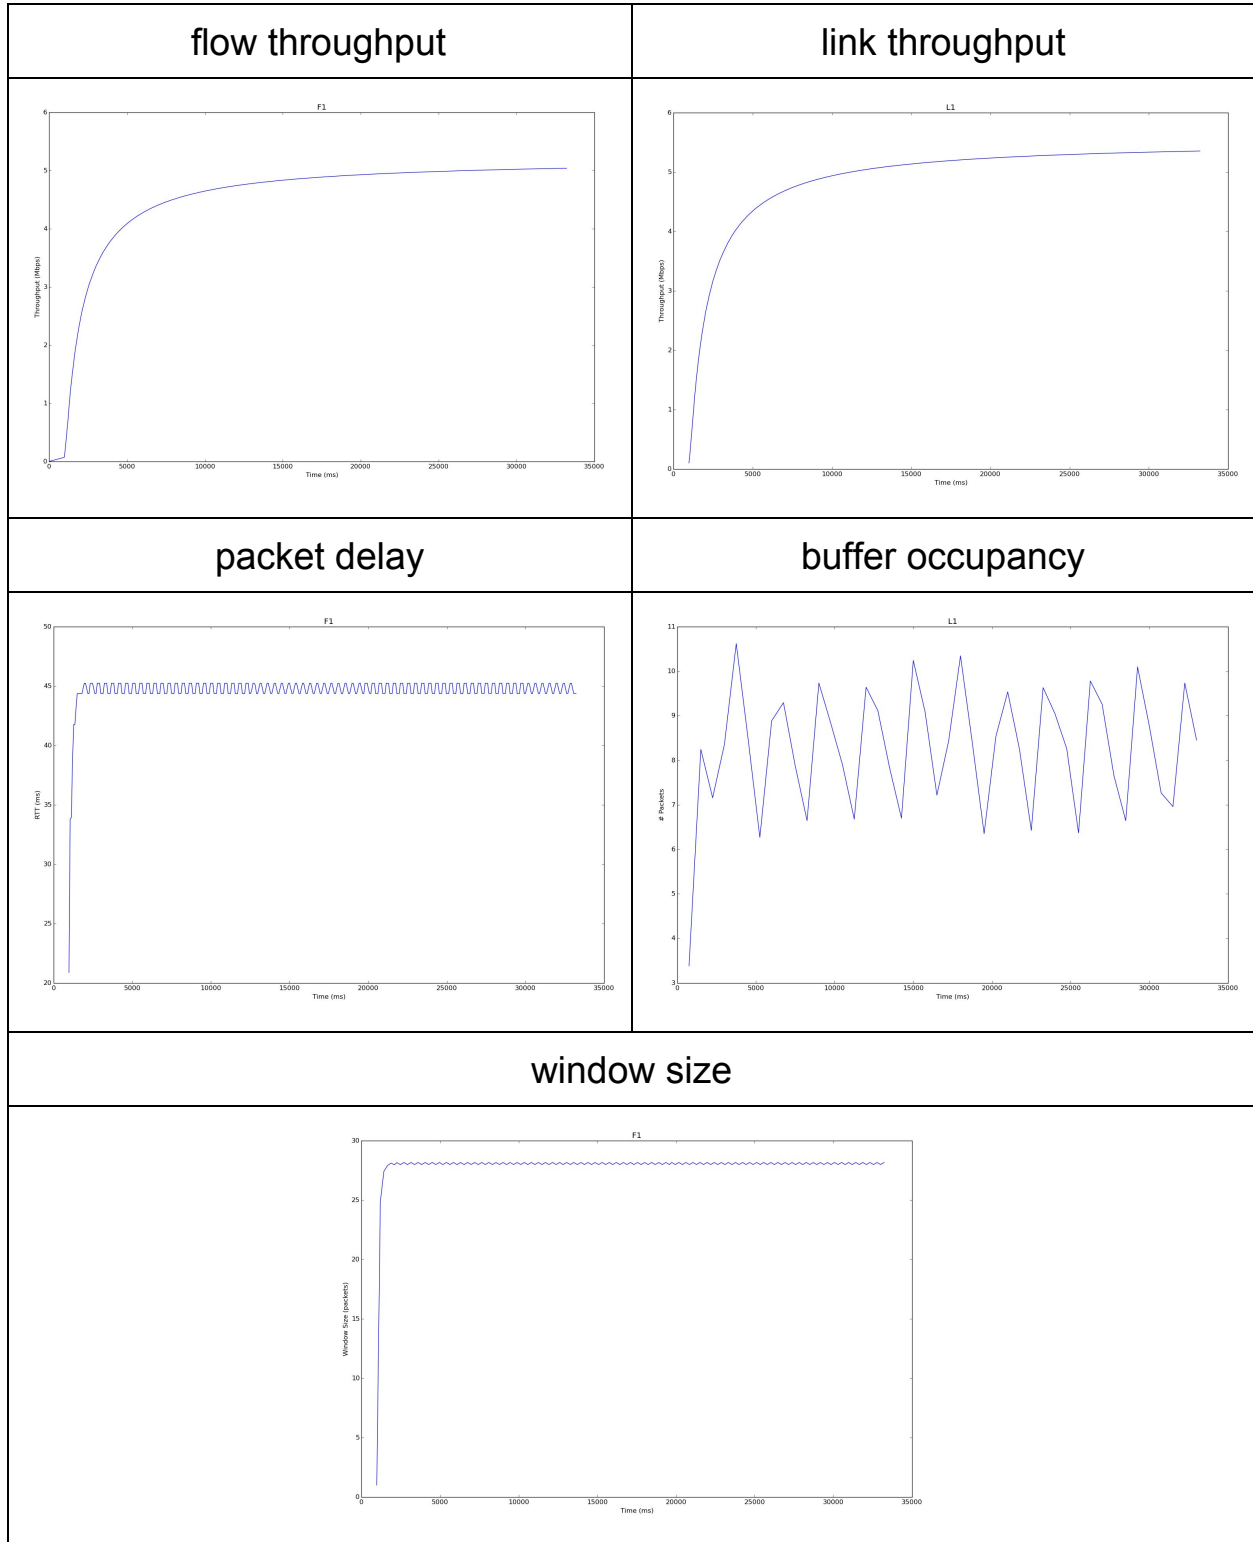 flow throughput
link throughput
F1
6
5
4
3
2
1
0
Throughput (Mbps)
0 5000 10000 15000 20000 25000 30000 35000
Time (ms)
L1
6
5
4
3
2
1
0
Throughput (Mbps)
0 5000 10000 15000 20000 25000 30000 35000
Time (ms)
packet delay
buffer occupancy
F1
50
45
40
35
30
25
20
RTT (ms)
0 5000 10000 15000 20000 25000 30000 35000
Time (ms)
L1
11
10
9
8
7
6
5
4
3
# Packets
0 5000 10000 15000 20000 25000 30000 35000
Time (ms)
window size
F1
30
25
20
15
10
5
0
Window Size (packets)
0 5000 10000 15000 20000 25000 30000 35000
Time (ms)